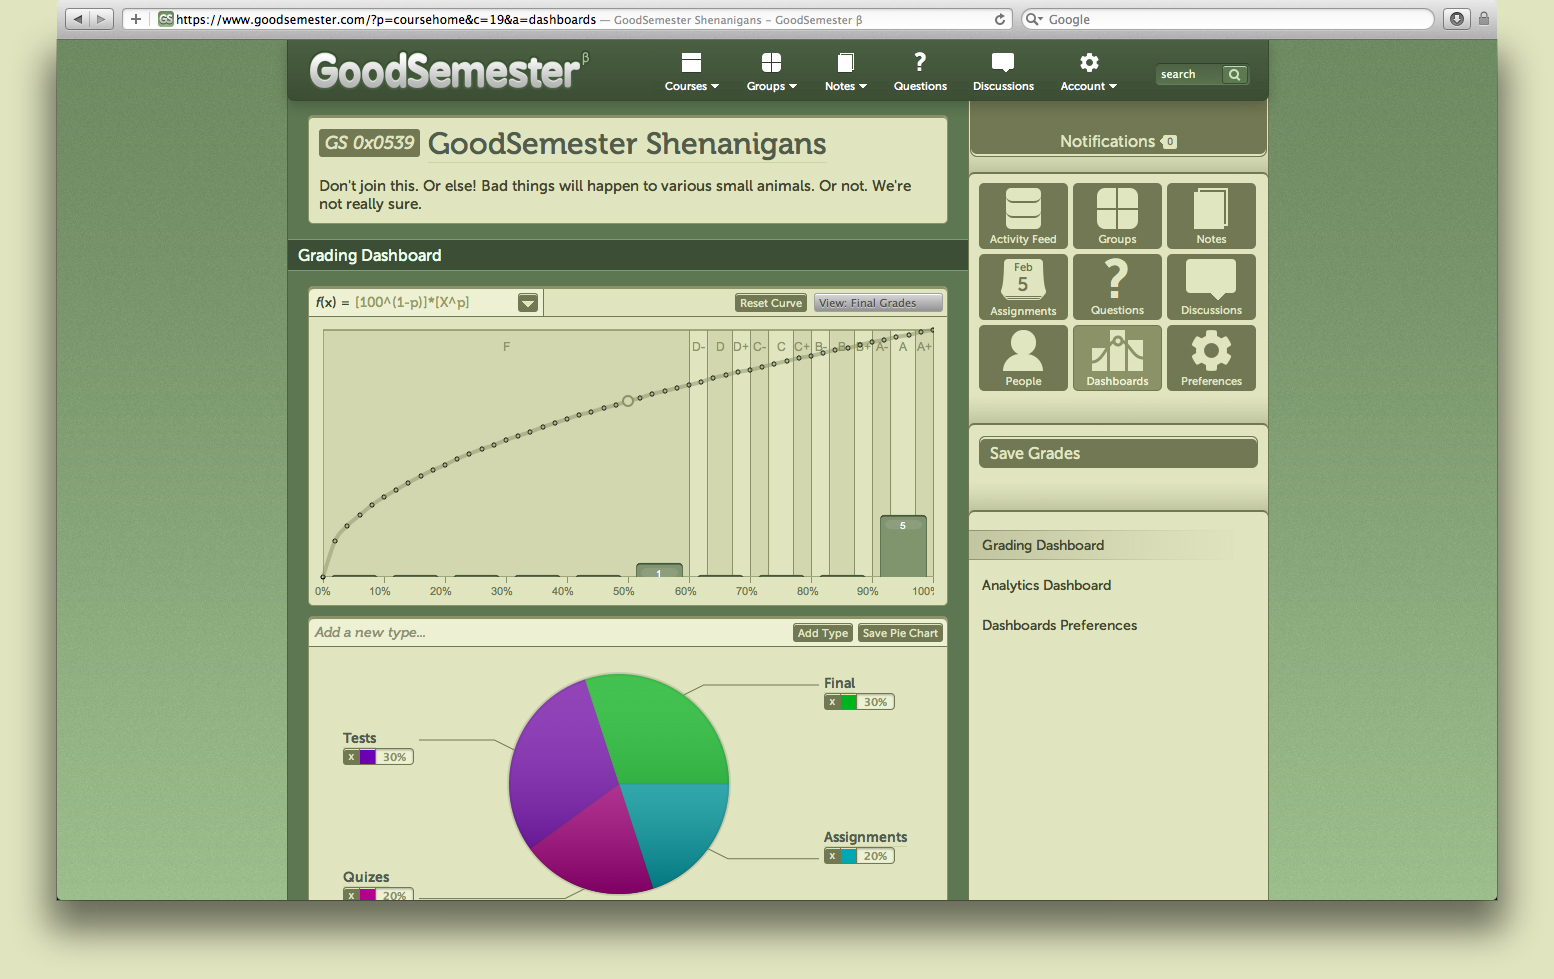 https://www.goodsemester.com/?p=coursehome&c=19&a=dashboards — GoodSemester Shenanigans – GoodSemester β
Google
GoodSemester β
Courses
Groups
Notes
Questions
Discussions
Account
search
GS 0x0539 GoodSemester Shenanigans
Don't join this. Or else! Bad things will happen to various small animals. Or not. We're
not really sure.
Notifications 0
Activity Feed
Groups
Notes
Feb
5
Assignments
?
Questions
Discussions
People
Dashboards
Preferences
Save Grades
Grading Dashboard
Analytics Dashboard
Dashboards Preferences
Grading Dashboard
f(x) = [100^(1-p)]*[X^p]
Reset Curve
View: Final Grades
F D- D D+ C- C C+ B- B B+ A- A A+
1
5
0% 10% 20% 30% 40% 50% 60% 70% 80% 90% 100%
Add a new type...
Add Type
Save Pie Chart
Final
x 30%
Tests
x 30%
Assignments
x 20%
Quizes
x 20%